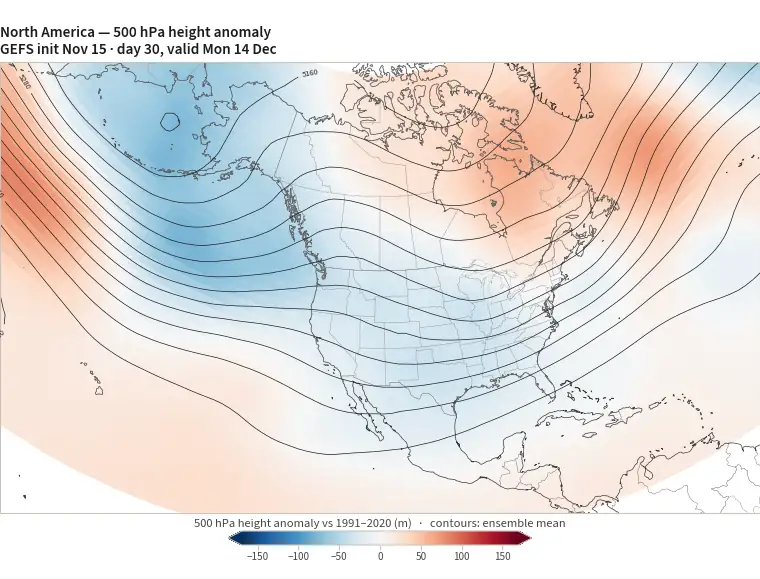 North America — 500 hPa height anomaly
GEFS init Nov 15 · day 30, valid Mon 14 Dec
5160
500 hPa height anomaly vs 1991–2020 (m) · contours: ensemble mean
−150 −100 −50 0 50 100 150